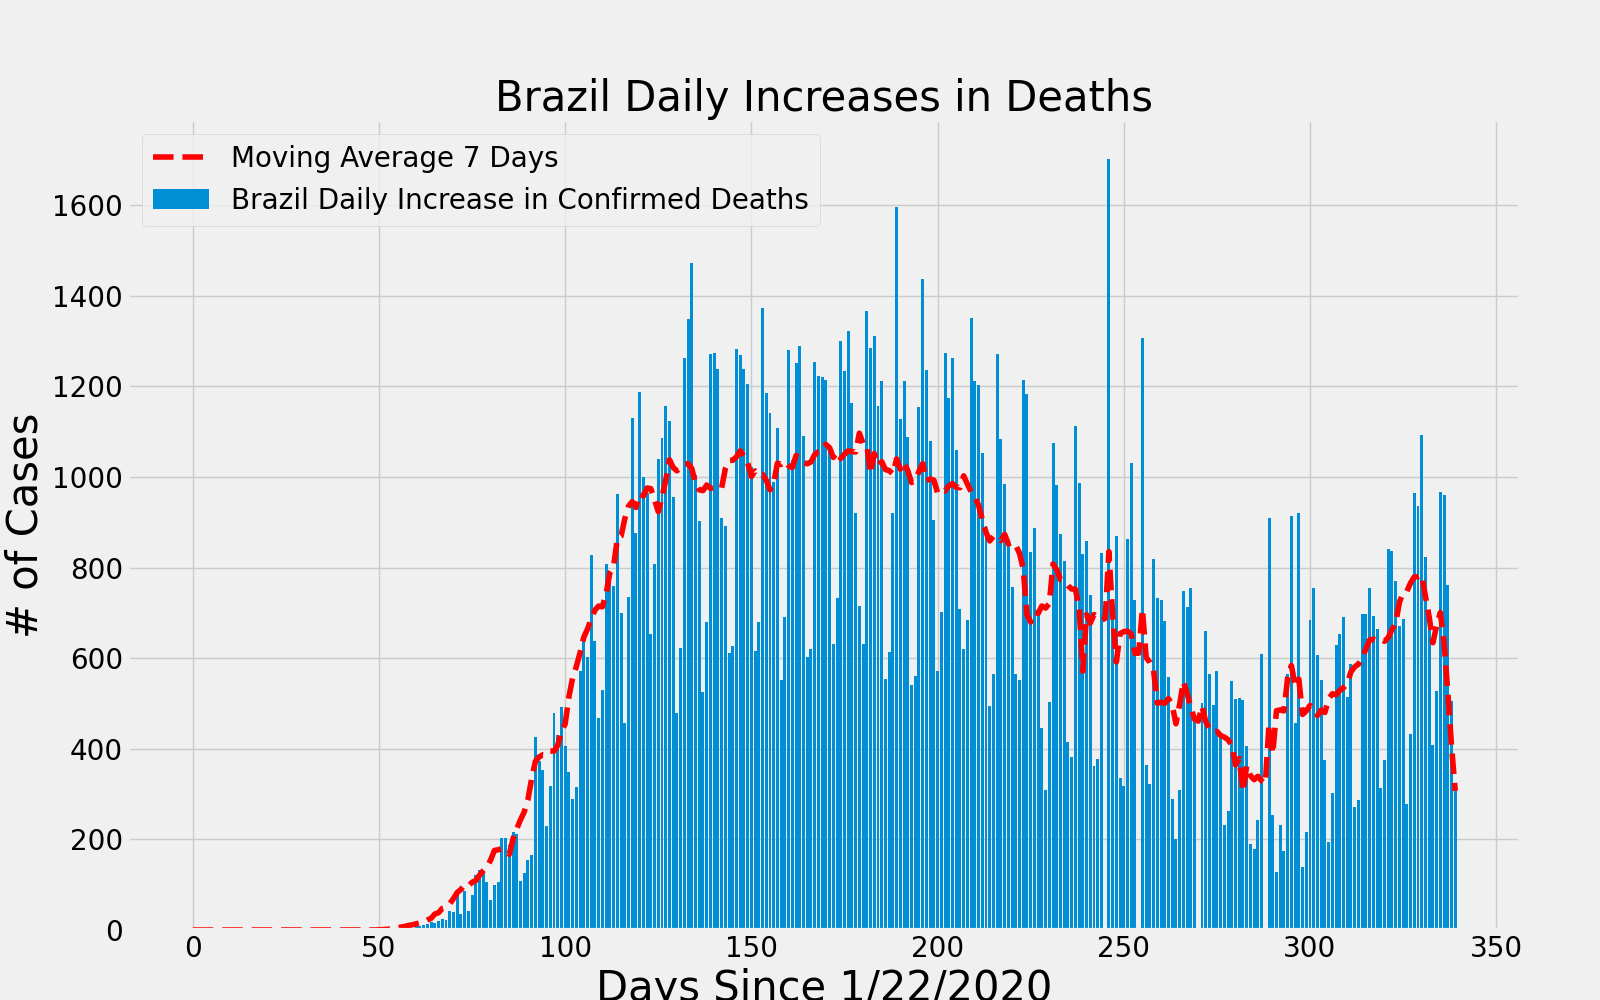 Brazil Daily Increases in Deaths
Moving Average 7 Days
Brazil Daily Increase in Confirmed Deaths
# of Cases
1600
1400
1200
1000
800
600
400
200
0
0 50 100 150 200 250 300 350
Days Since 1/22/2020